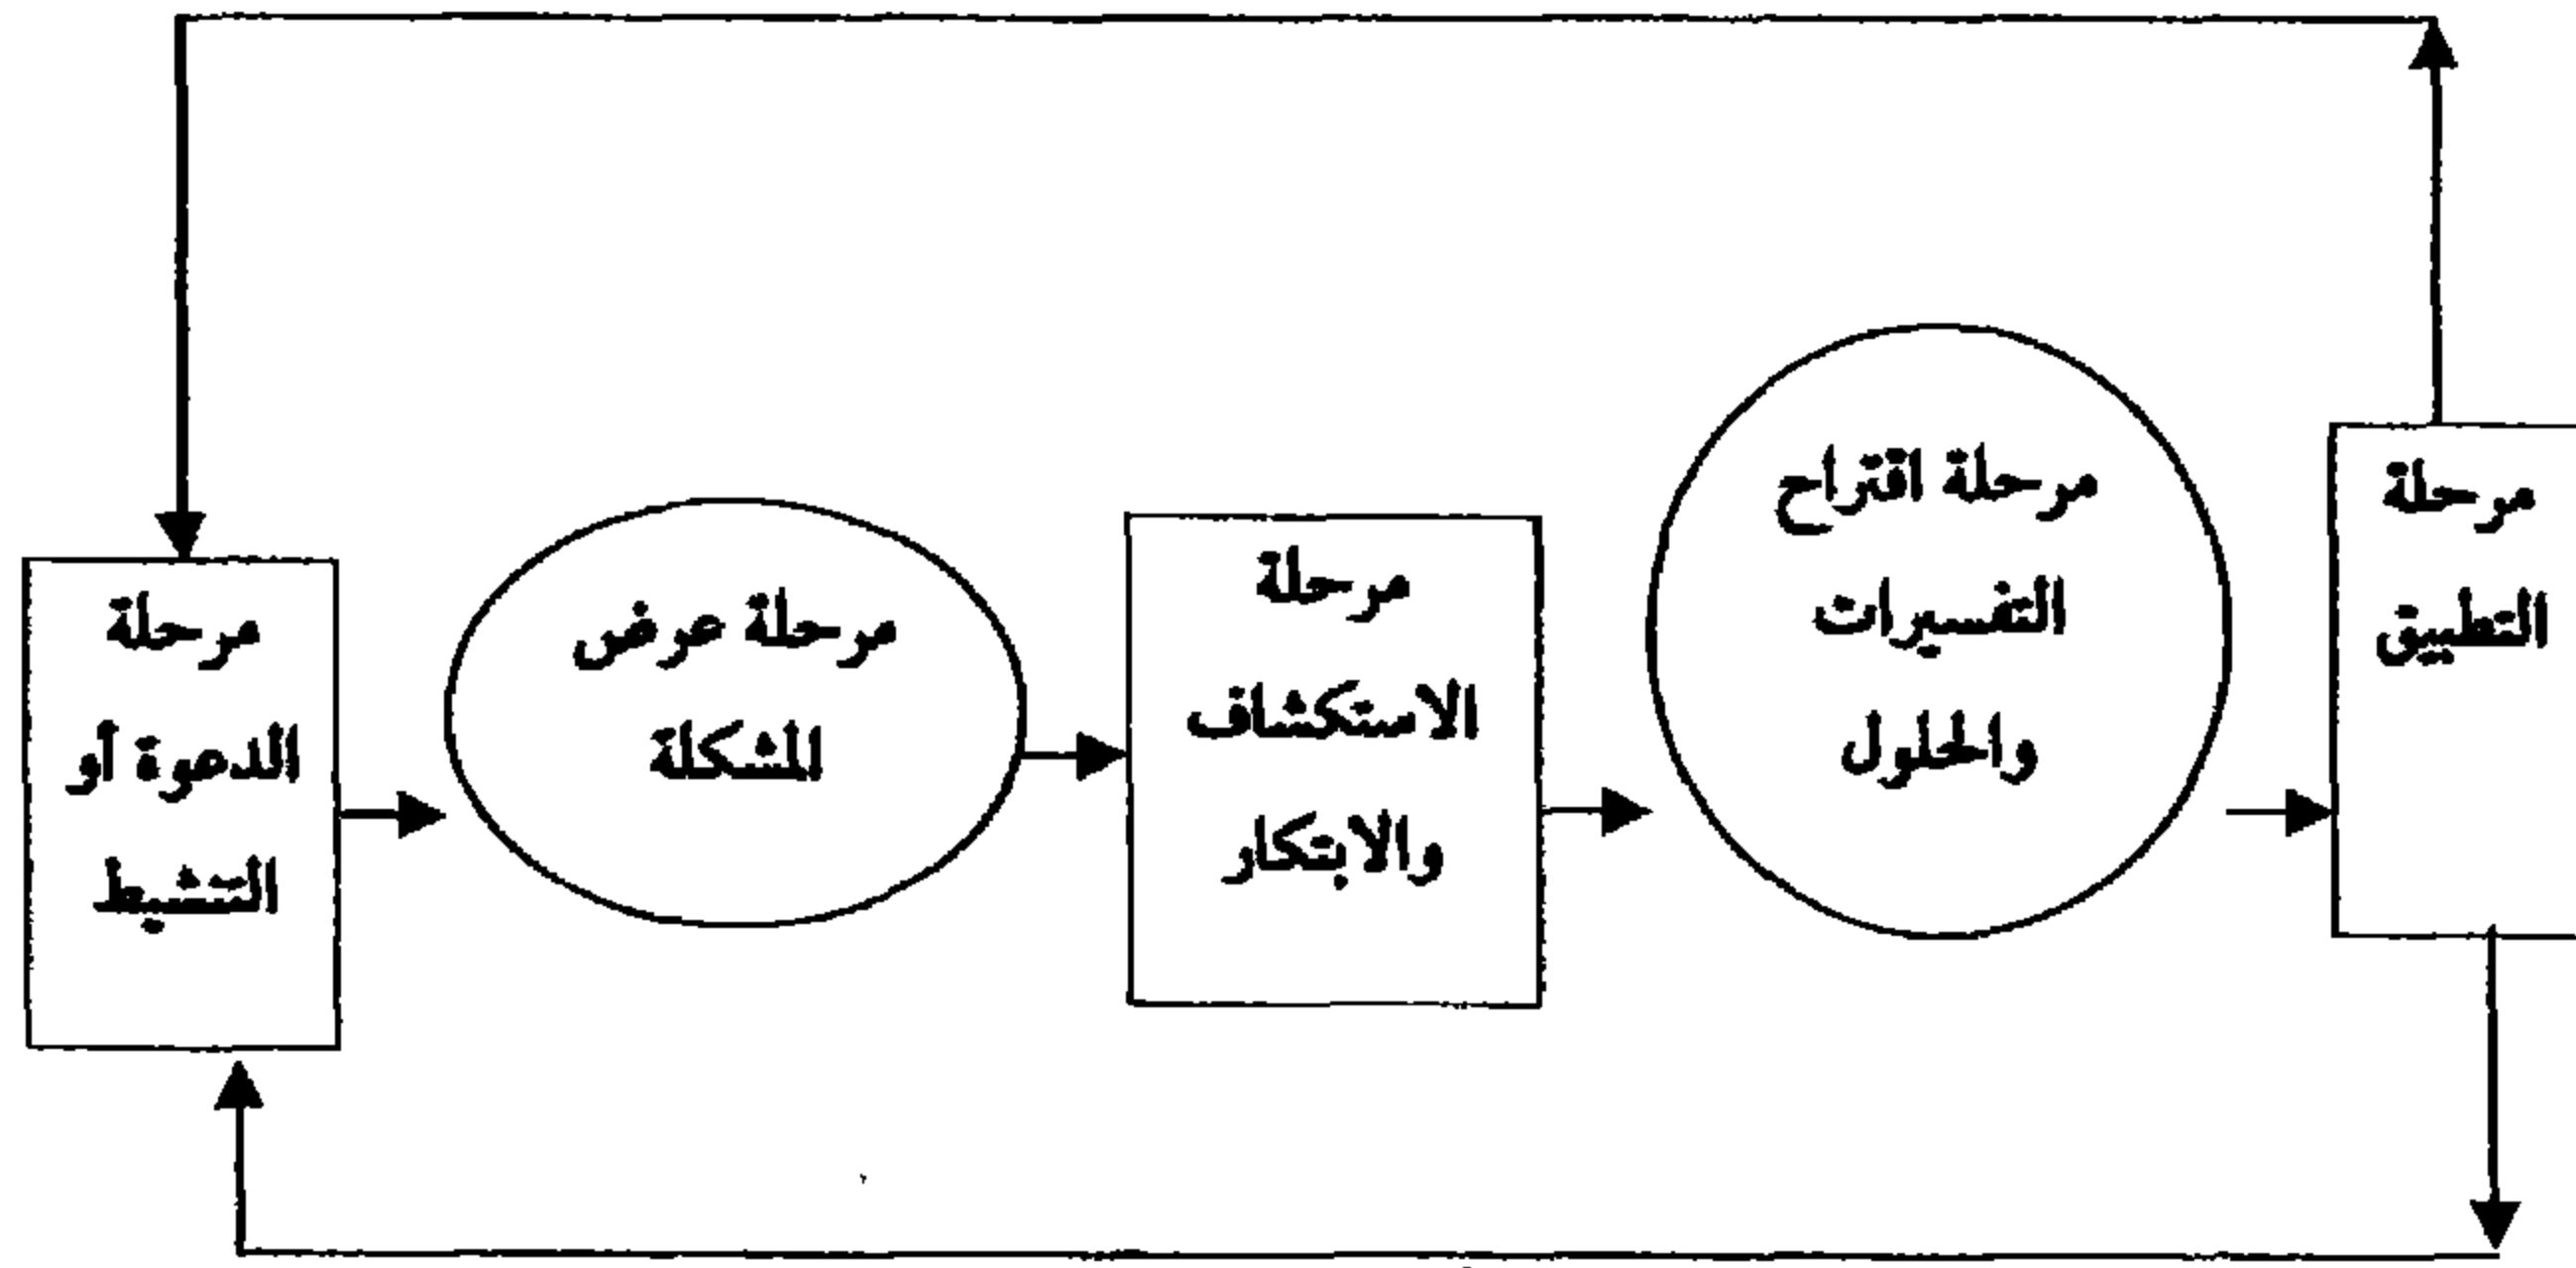 مرحلة
الدعوة أو
التنشيط
مرحلة عرض
المشكلة
مرحلة
الاستكشاف
والابتكار
مرحلة اقتراح
التفسيرات
والحلول
مرحلة
التطبيق